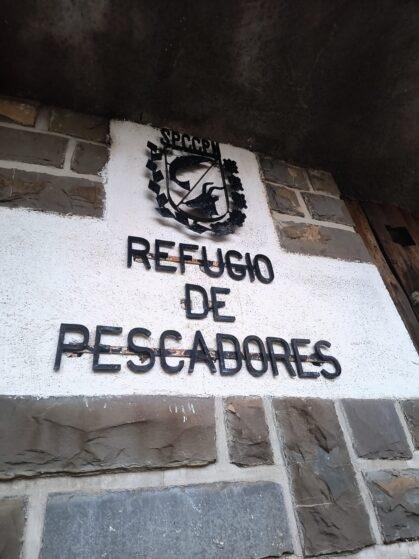 SPCCPN
REFUGIO
DE
PESCADORES